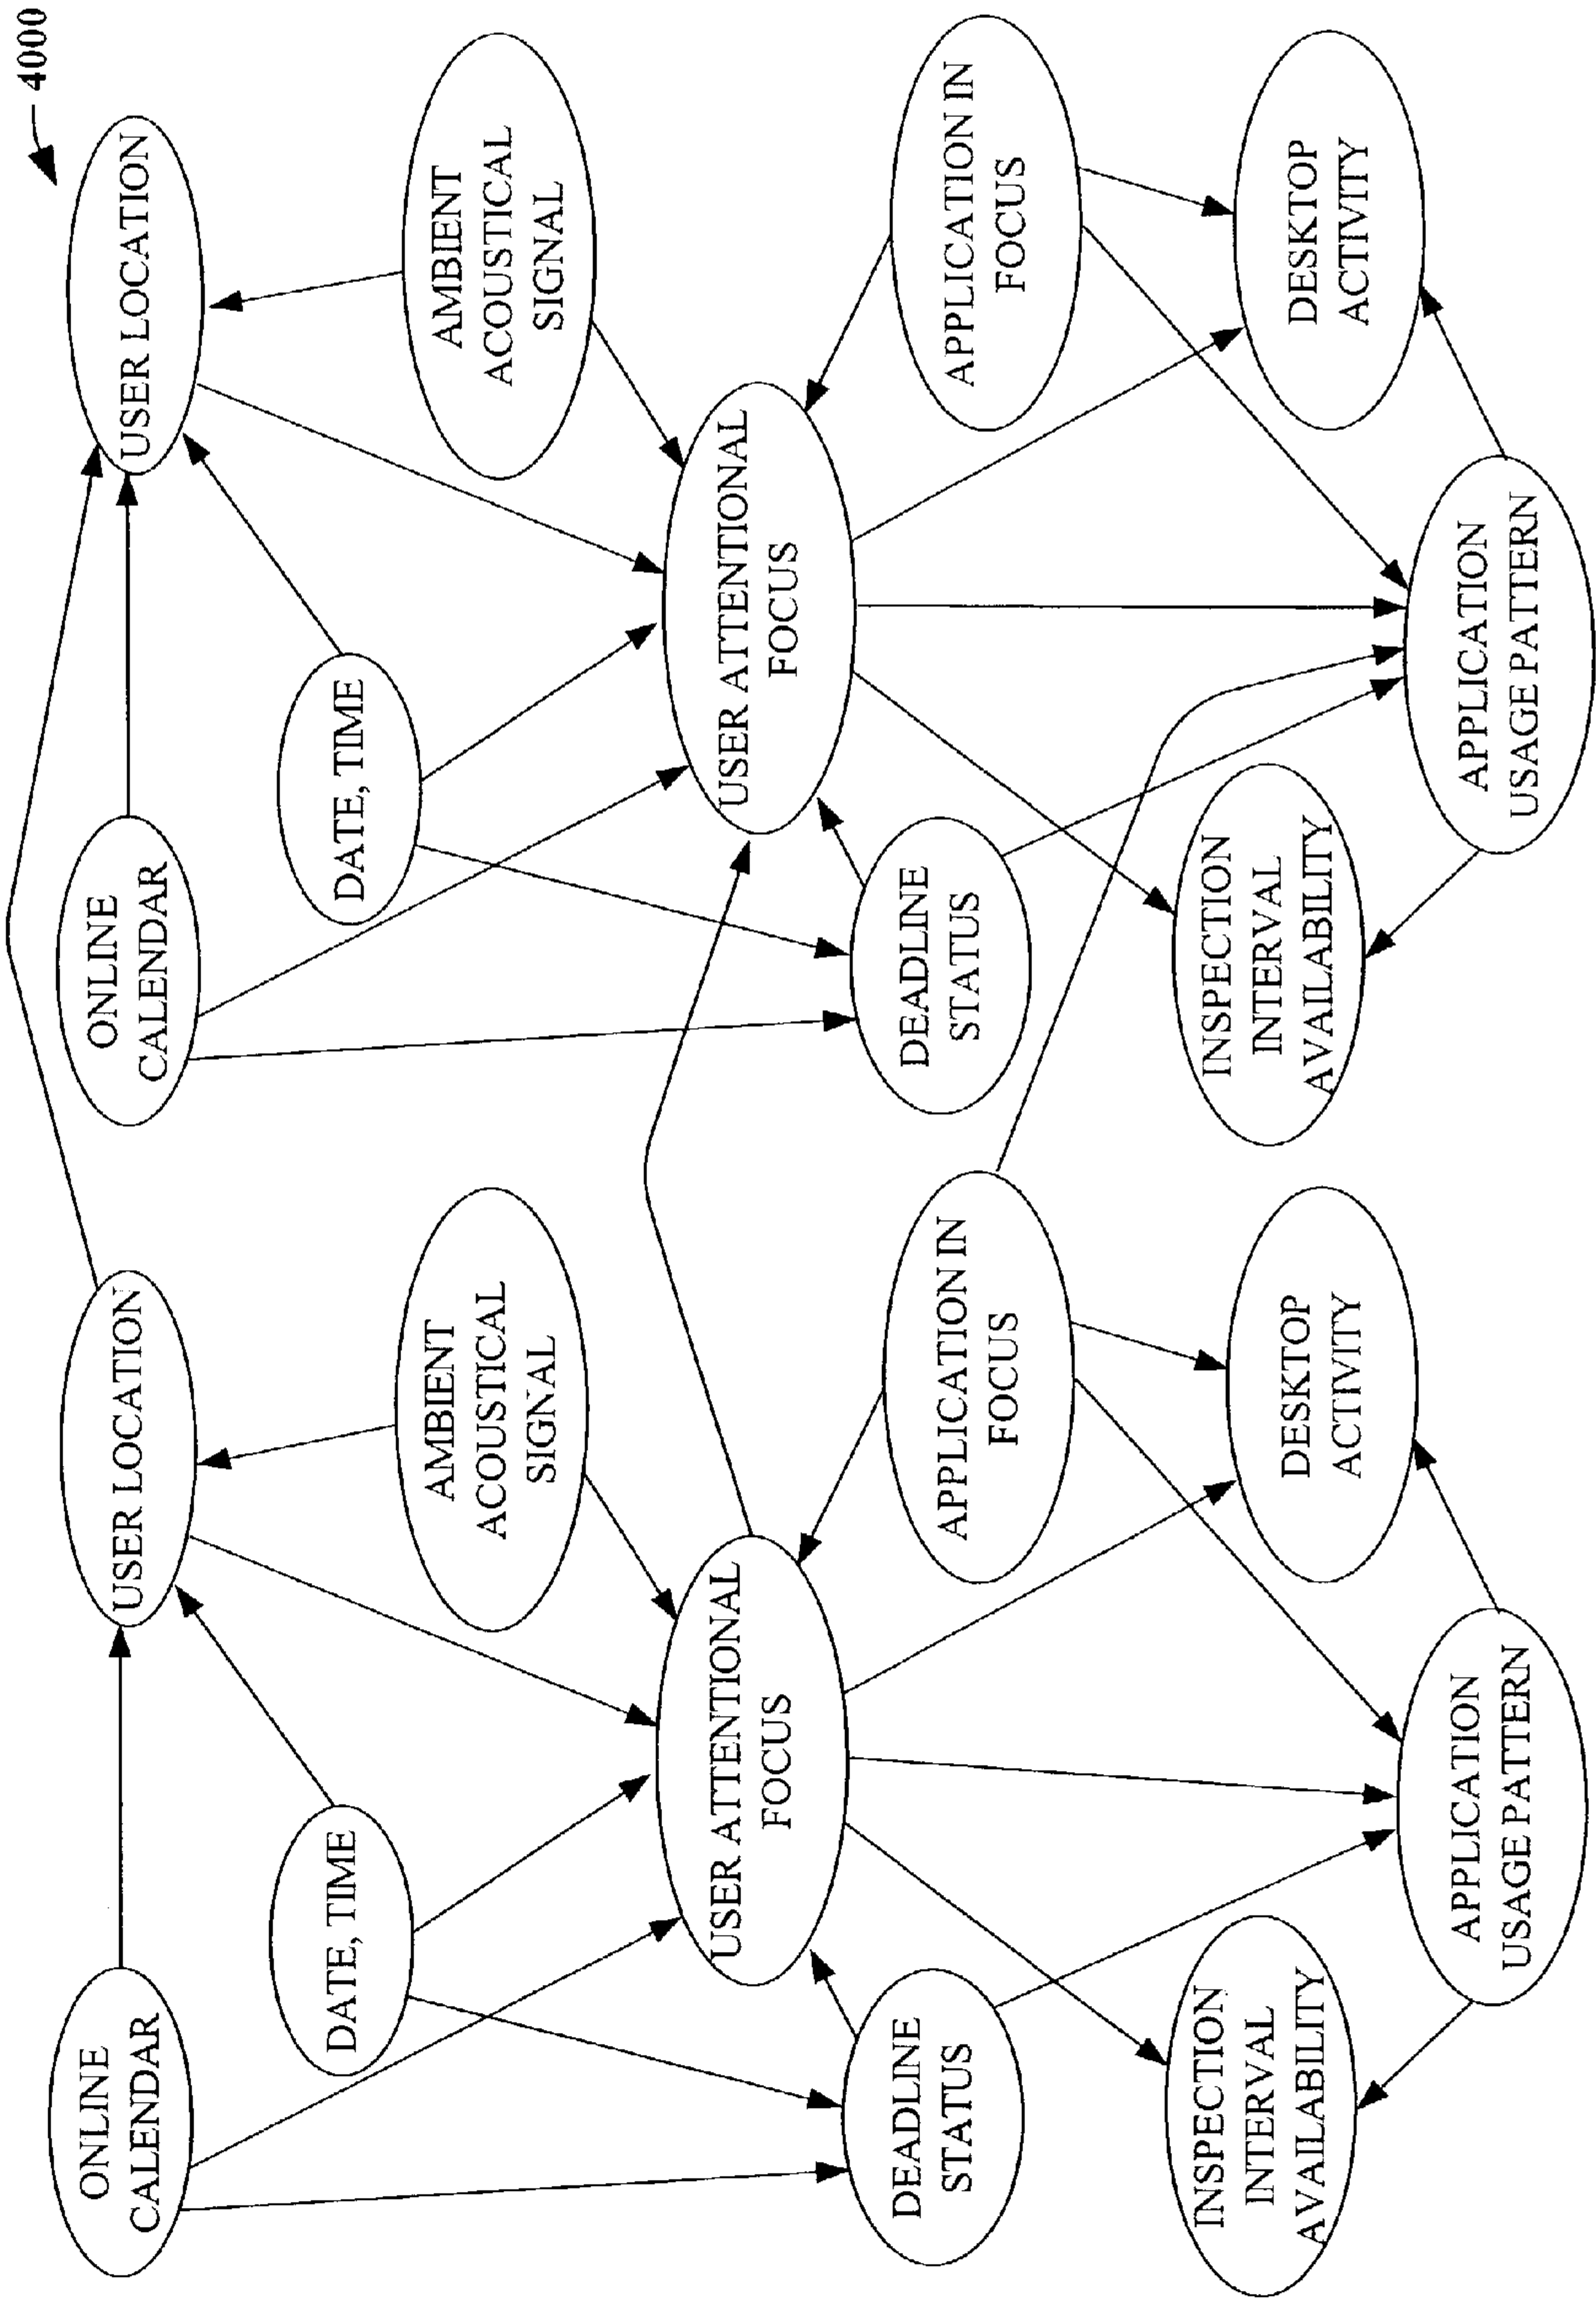 4000
ONLINE
CALENDAR
USER LOCATION
DATE, TIME
AMBIENT
ACOUSTICAL
SIGNAL
USER ATTENTIONAL
FOCUS
DEADLINE
STATUS
APPLICATION IN
FOCUS
INSPECTION
INTERVAL
AVAILABILITY
DESKTOP
ACTIVITY
APPLICATION
USAGE PATTERN
ONLINE
CALENDAR
USER LOCATION
DATE, TIME
AMBIENT
ACOUSTICAL
SIGNAL
USER ATTENTIONAL
FOCUS
DEADLINE
STATUS
APPLICATION IN
FOCUS
INSPECTION
INTERVAL
AVAILABILITY
DESKTOP
ACTIVITY
APPLICATION
USAGE PATTERN